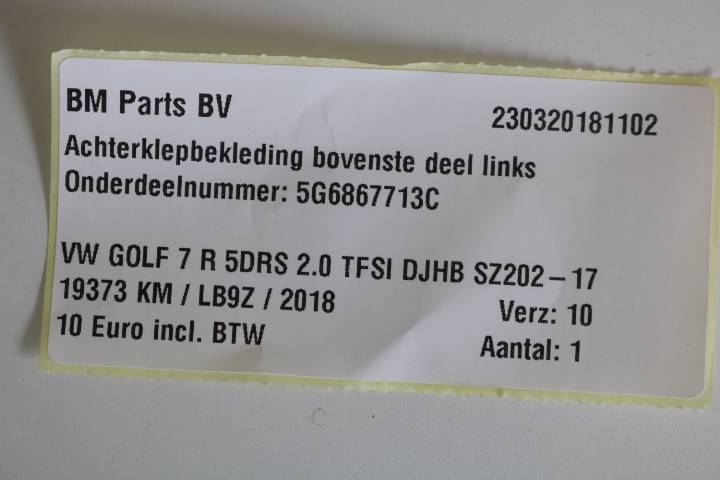 BM Parts BV 230320181102
Achterklepbekleding bovenste deel links
Onderdeelnummer: 5G6867713C
VW GOLF 7 R 5DRS 2.0 TFSI DJHB SZ202-17
19373 KM / LB9Z / 2018 Verz: 10
10 Euro incl. BTW Aantal: 1